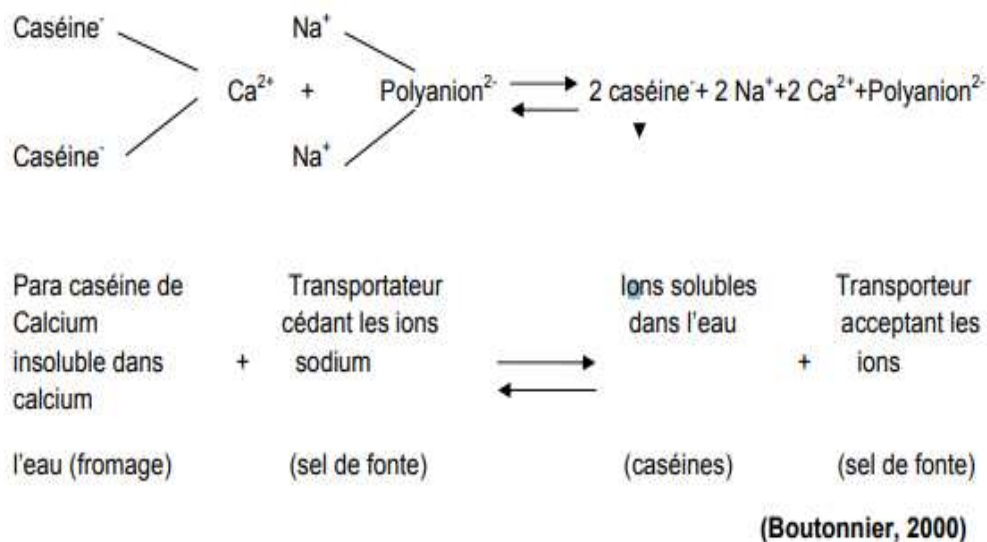 Caséine⁻ Na⁺
Ca²⁺ + Polyanion²⁻ 2 caséine⁻+ 2 Na⁺+2 Ca²⁺+Polyanion²⁻
Caséine⁻ Na⁺
Para caséine de Transportateur Ions solubles Transporteur
Calcium cédant les ions dans l'eau acceptant les
insoluble dans + sodium + ions
calcium
l'eau (fromage) (sel de fonte) (caséines) (sel de fonte)
(Boutonnier, 2000)